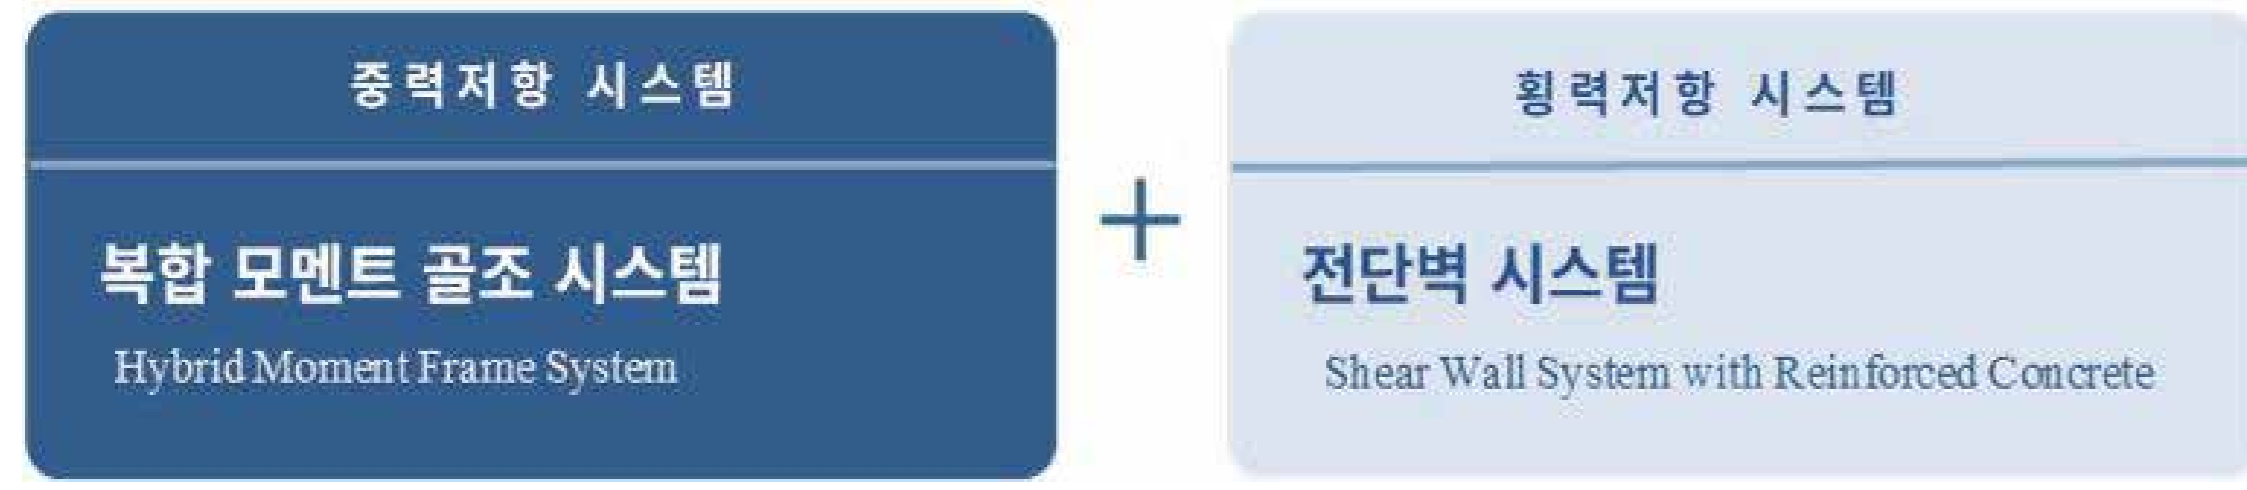 중력저항 시스템
복합 모멘트 골조 시스템
Hybrid Moment Frame System
+
횡력저항 시스템
전단벽 시스템
Shear Wall System with Reinforced Concrete